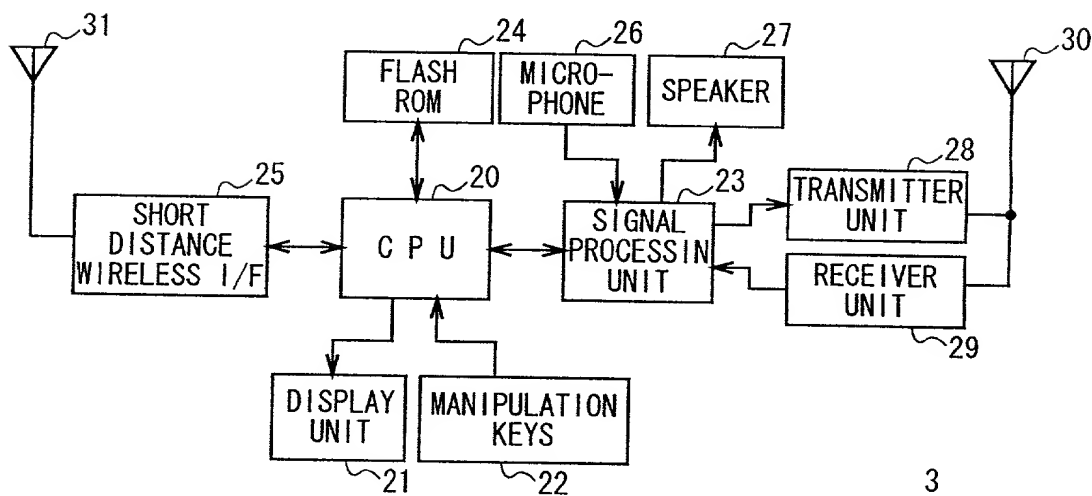 31
24
26
27
30
FLASH
ROM
MICRO-
PHONE
SPEAKER
25
20
23
28
SHORT
DISTANCE
WIRELESS I/F
CPU
SIGNAL
PROCESSIN
UNIT
TRANSMITTER
UNIT
RECEIVER
UNIT
29
DISPLAY
UNIT
MANIPULATION
KEYS
21
22
3